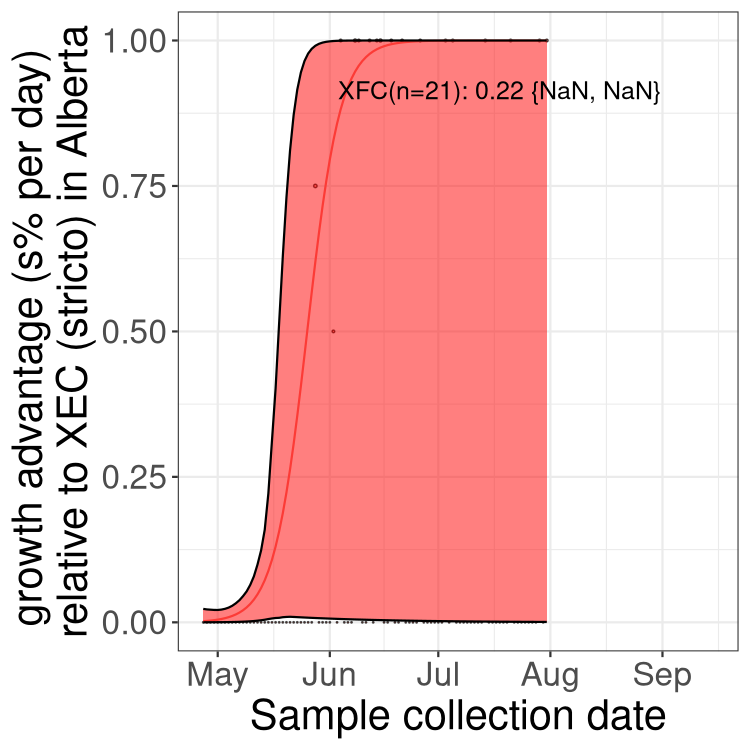 growth advantage (s% per day)
relative to XEC (stricto) in Alberta
1.00
0.75
0.50
0.25
0.00
XFC(n=21): 0.22 {NaN, NaN}
May Jun Jul Aug Sep
Sample collection date